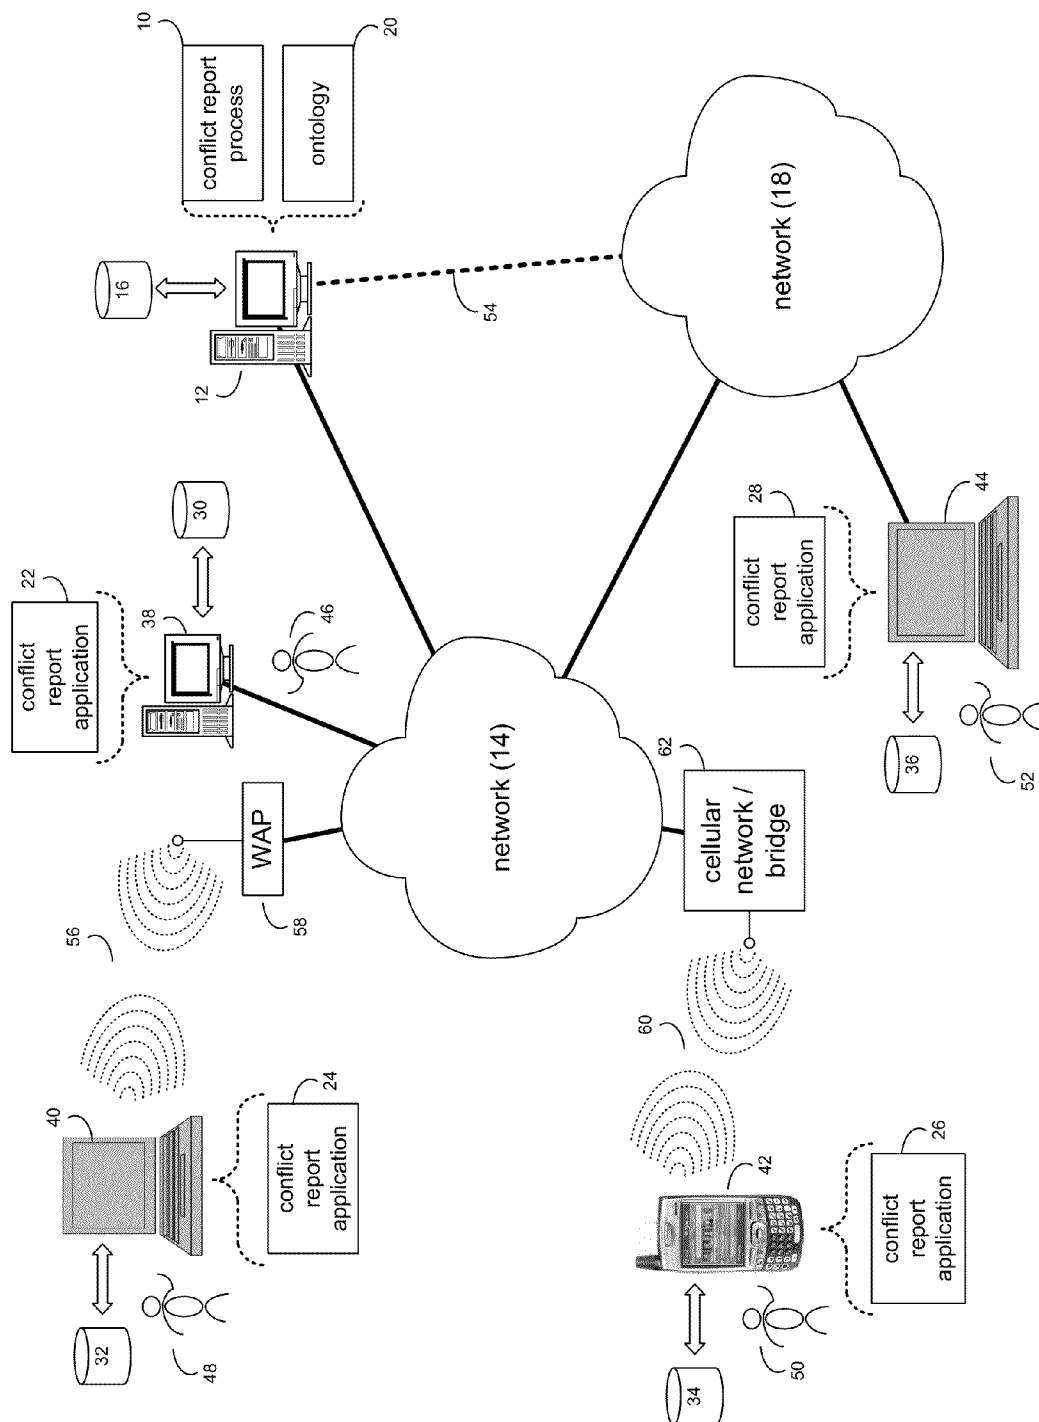 10
conflict report
process
20
ontology
16
12
54
network (18)
22
conflict
report
application
38
30
46
28
conflict
report
application
44
36
52
network (14)
WAP
58
62
cellular
network /
bridge
56
60
40
24
conflict
report
application
32
48
42
26
conflict
report
application
34
50